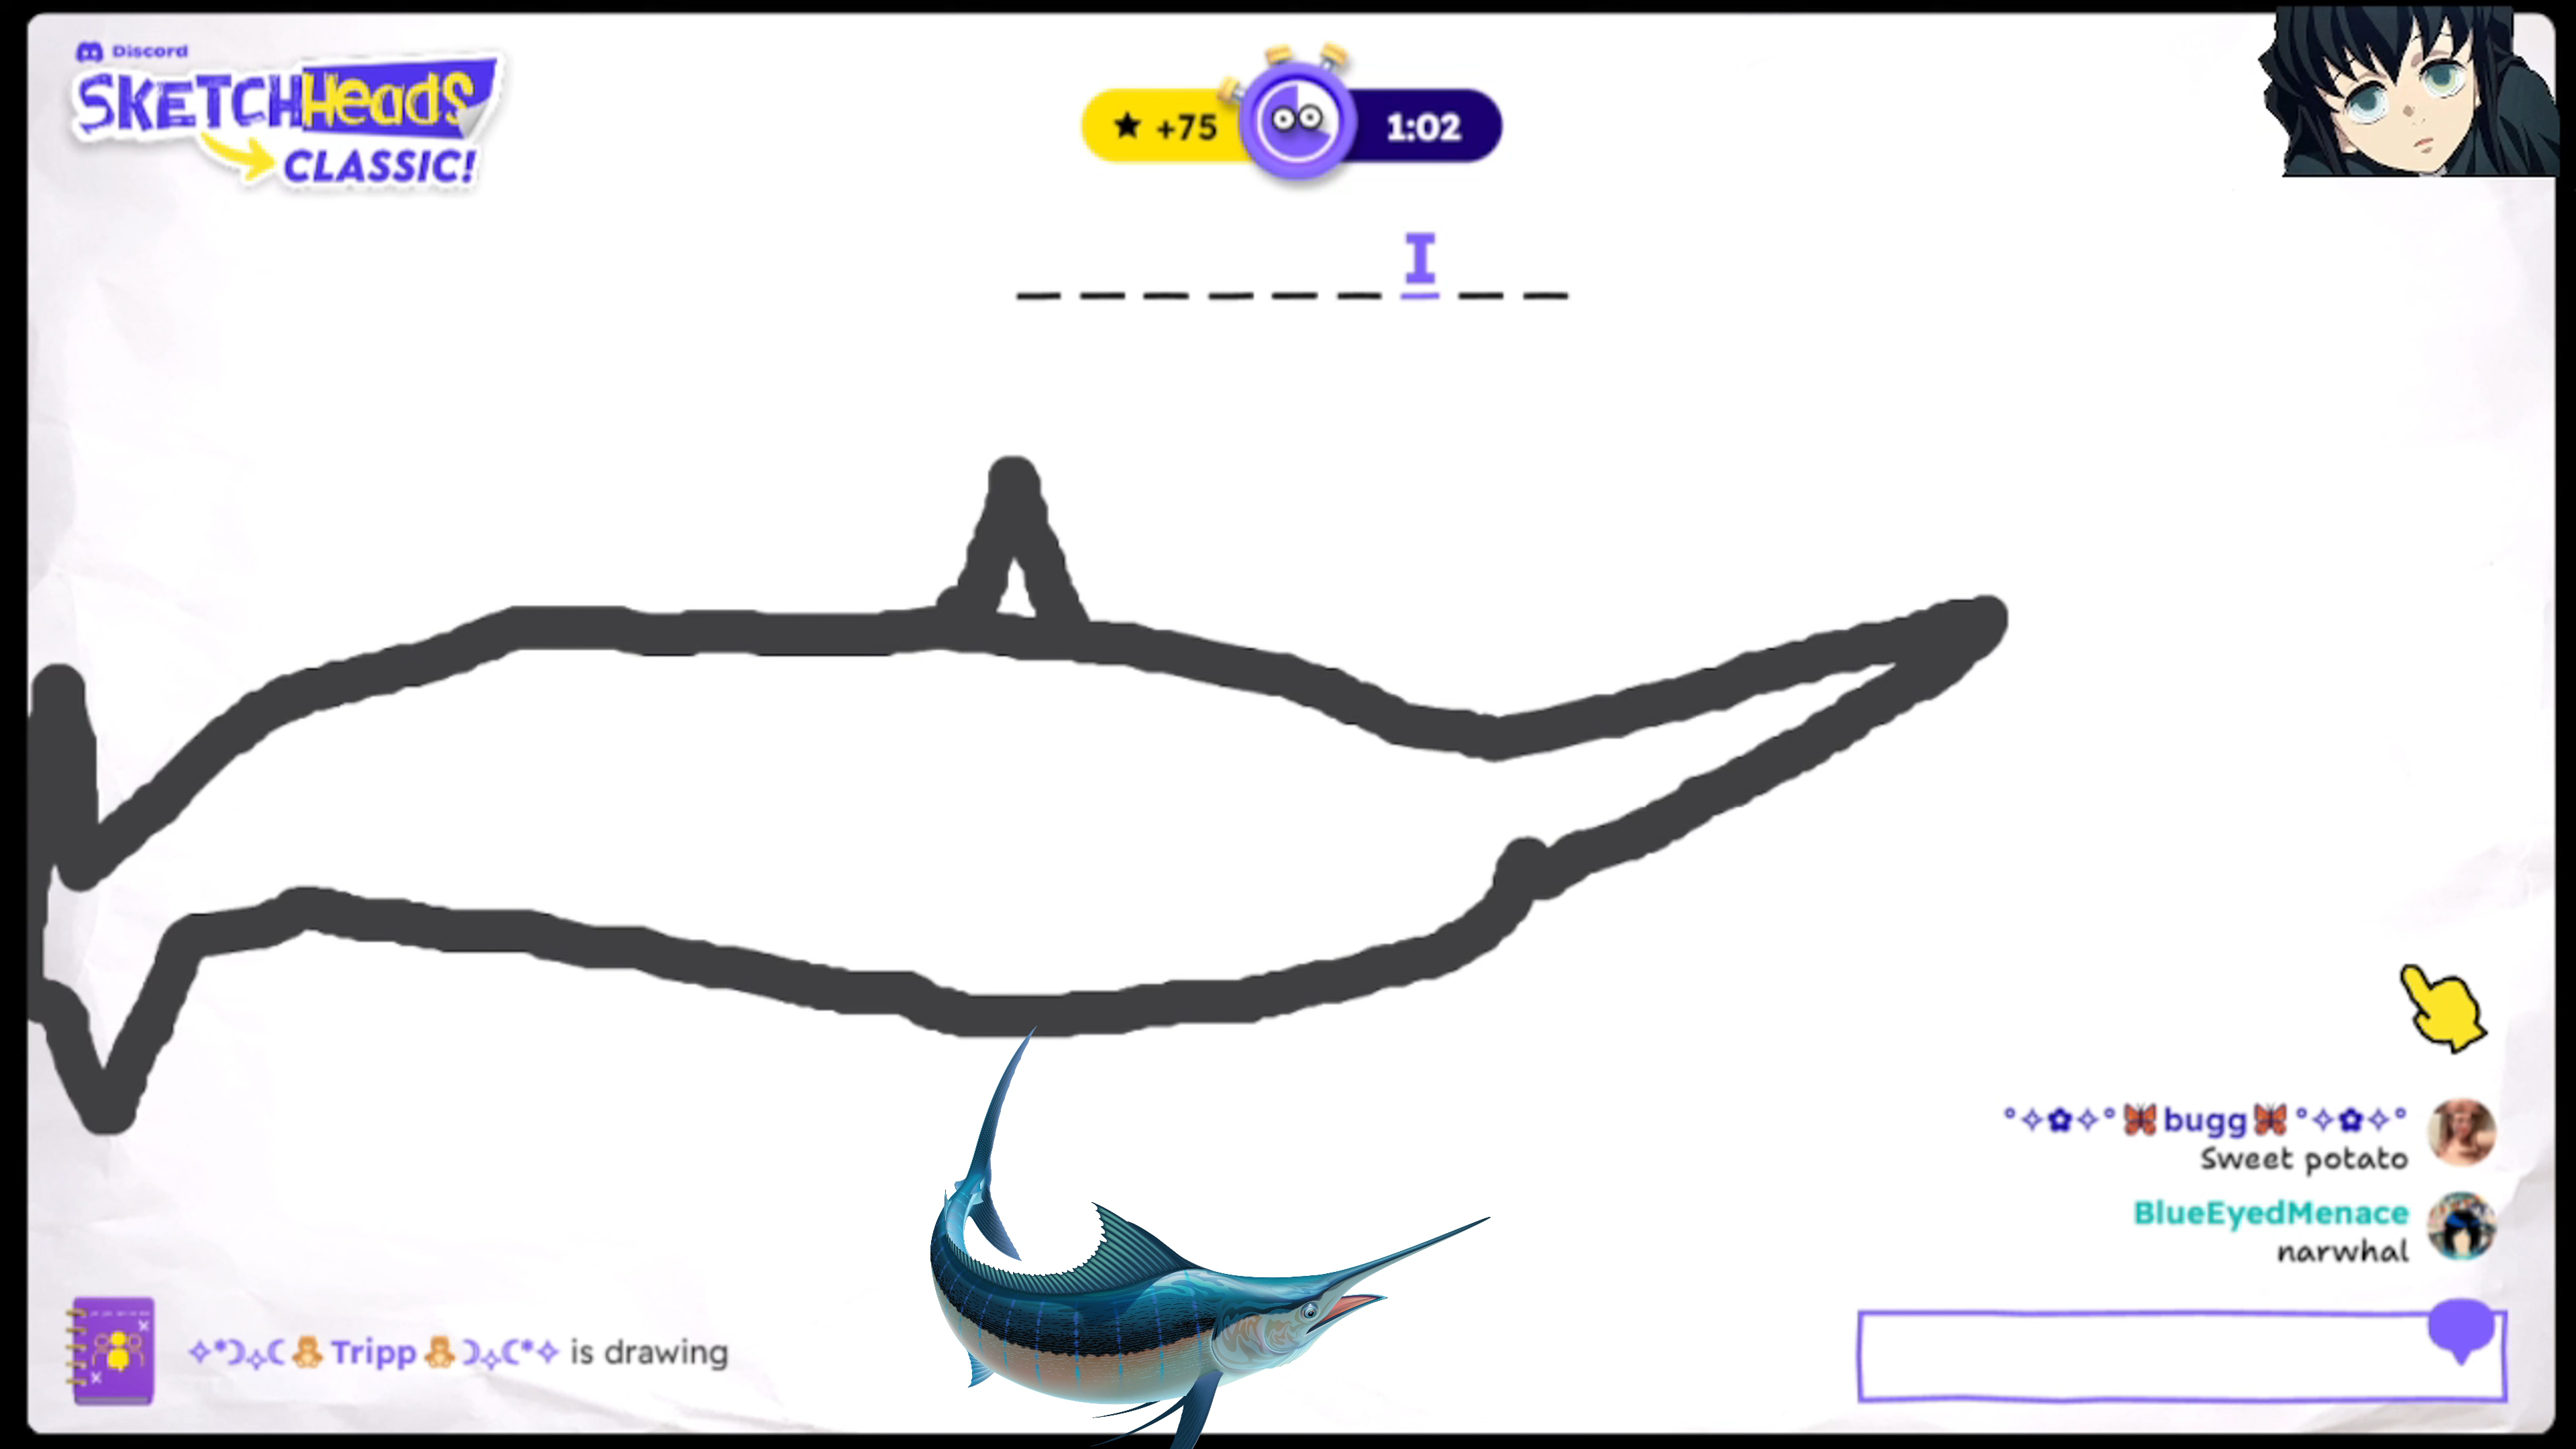 Discord
SKETCHHeadS
CLASSIC!
★ +75
1:02
_ _ _ _ _ _ I _ _
°✧✿✧°🦋bugg🦋°✧✿✧°
Sweet potato
BlueEyedMenace
narwhal
✧*☽˖☾🧸Tripp🧸☽˖☾*✧ is drawing